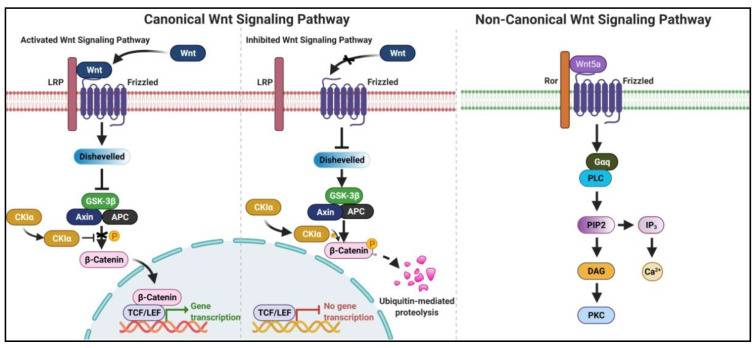 Canonical Wnt Signaling Pathway
Non-Canonical Wnt Signaling Pathway
Activated Wnt Signaling Pathway
Inhibited Wnt Signaling Pathway
Wnt
Wnt
LRP
Frizzled
Dishevelled
GSK-3β
Axin
APC
CKIα
CKIα
P
β-Catenin
β-Catenin
TCF/LEF
Gene
transcription
Wnt
LRP
Frizzled
Dishevelled
GSK-3β
Axin
APC
CKIα
CKIα
P
β-Catenin
Ubiquitin-mediated
proteolysis
TCF/LEF
No gene
transcription
Wnt5a
Ror
Frizzled
Gαq
PLC
PIP2
IP₃
DAG
Ca²⁺
PKC